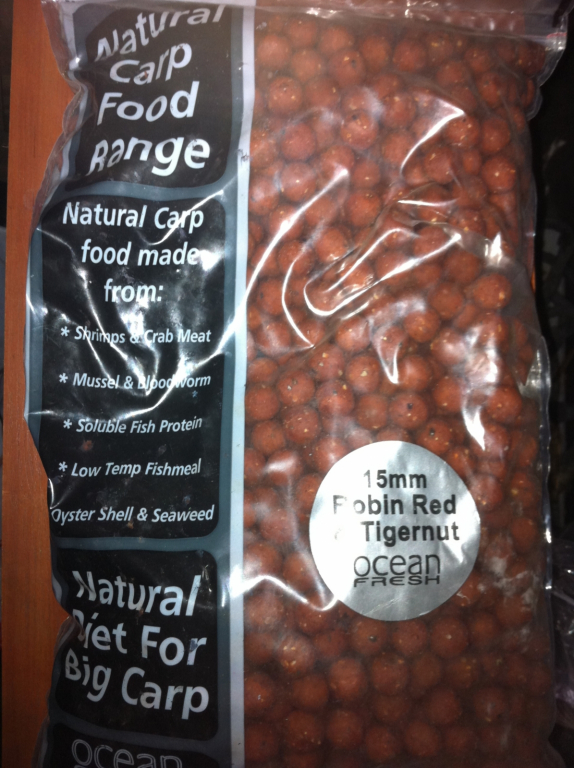 Natural
Carp
Food
Range
Natural Carp
food made
from:
* Shrimps & Crab Meat
* Mussel & Bloodworm
* Soluble Fish Protein
* Low Temp Fishmeal
Oyster Shell & Seaweed
Natural
Diet For
Big Carp
ocean
15mm
Robin Red
& Tigernut
ocean
FRESH